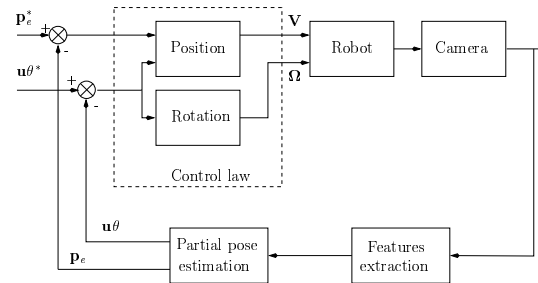 p*e
+
-
V
Position
Robot
Camera
uθ*
+
-
Ω
Rotation
Control law
uθ
pe
Partial pose
estimation
Features
extraction